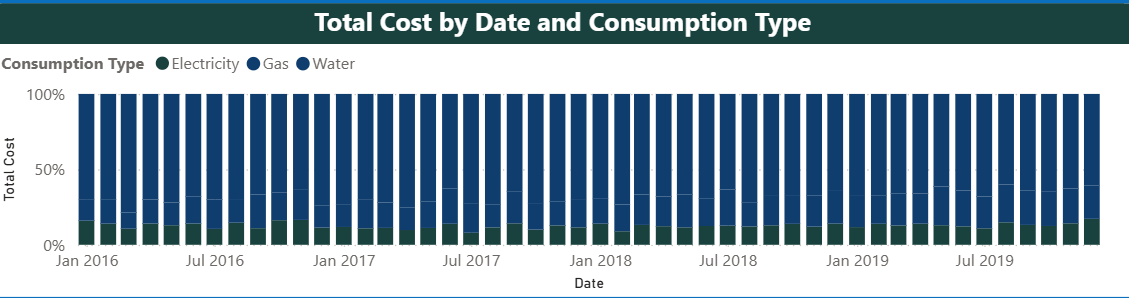 Total Cost by Date and Consumption Type
Consumption Type Electricity Gas Water
100%
50%
0%
Total Cost
Jan 2016 Jul 2016 Jan 2017 Jul 2017 Jan 2018 Jul 2018 Jan 2019 Jul 2019
Date